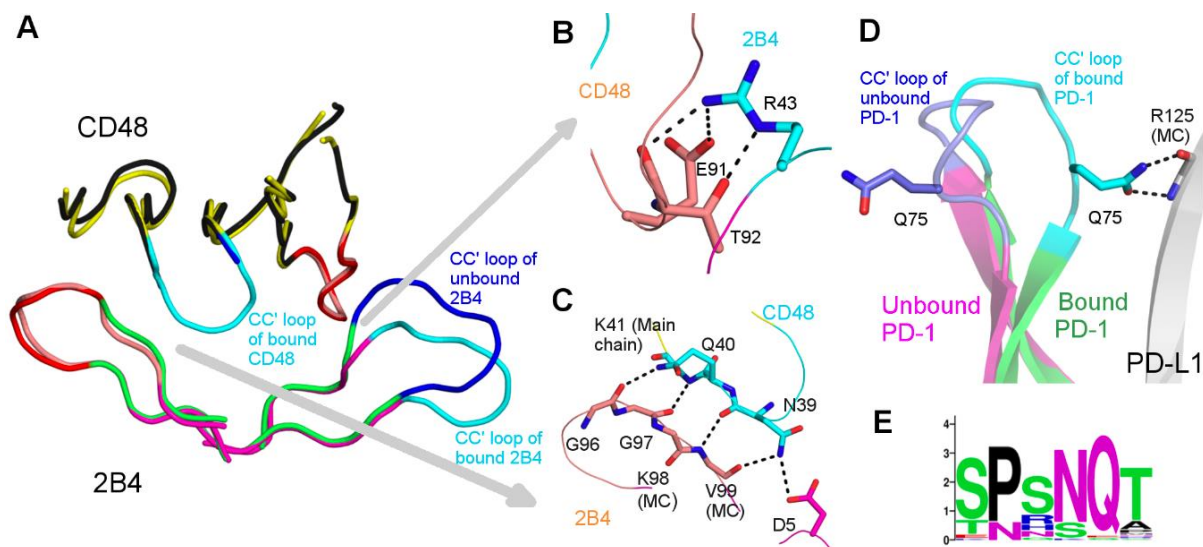 A
CD48
CC' loop of
unbound
2B4
CC' loop
of bound
CD48
CC' loop of
bound 2B4
2B4
B
2B4
CD48
R43
E91
T92
C
K41 (Main
chain)
CD48
Q40
N39
G96
G97
K98
(MC)
V99
(MC)
D5
2B4
D
CC' loop of
unbound
PD-1
CC' loop
of bound
PD-1
R125
(MC)
Q75
Q75
Unbound
PD-1
Bound
PD-1
PD-L1
E
4
3
2
1
0
SPSNQT